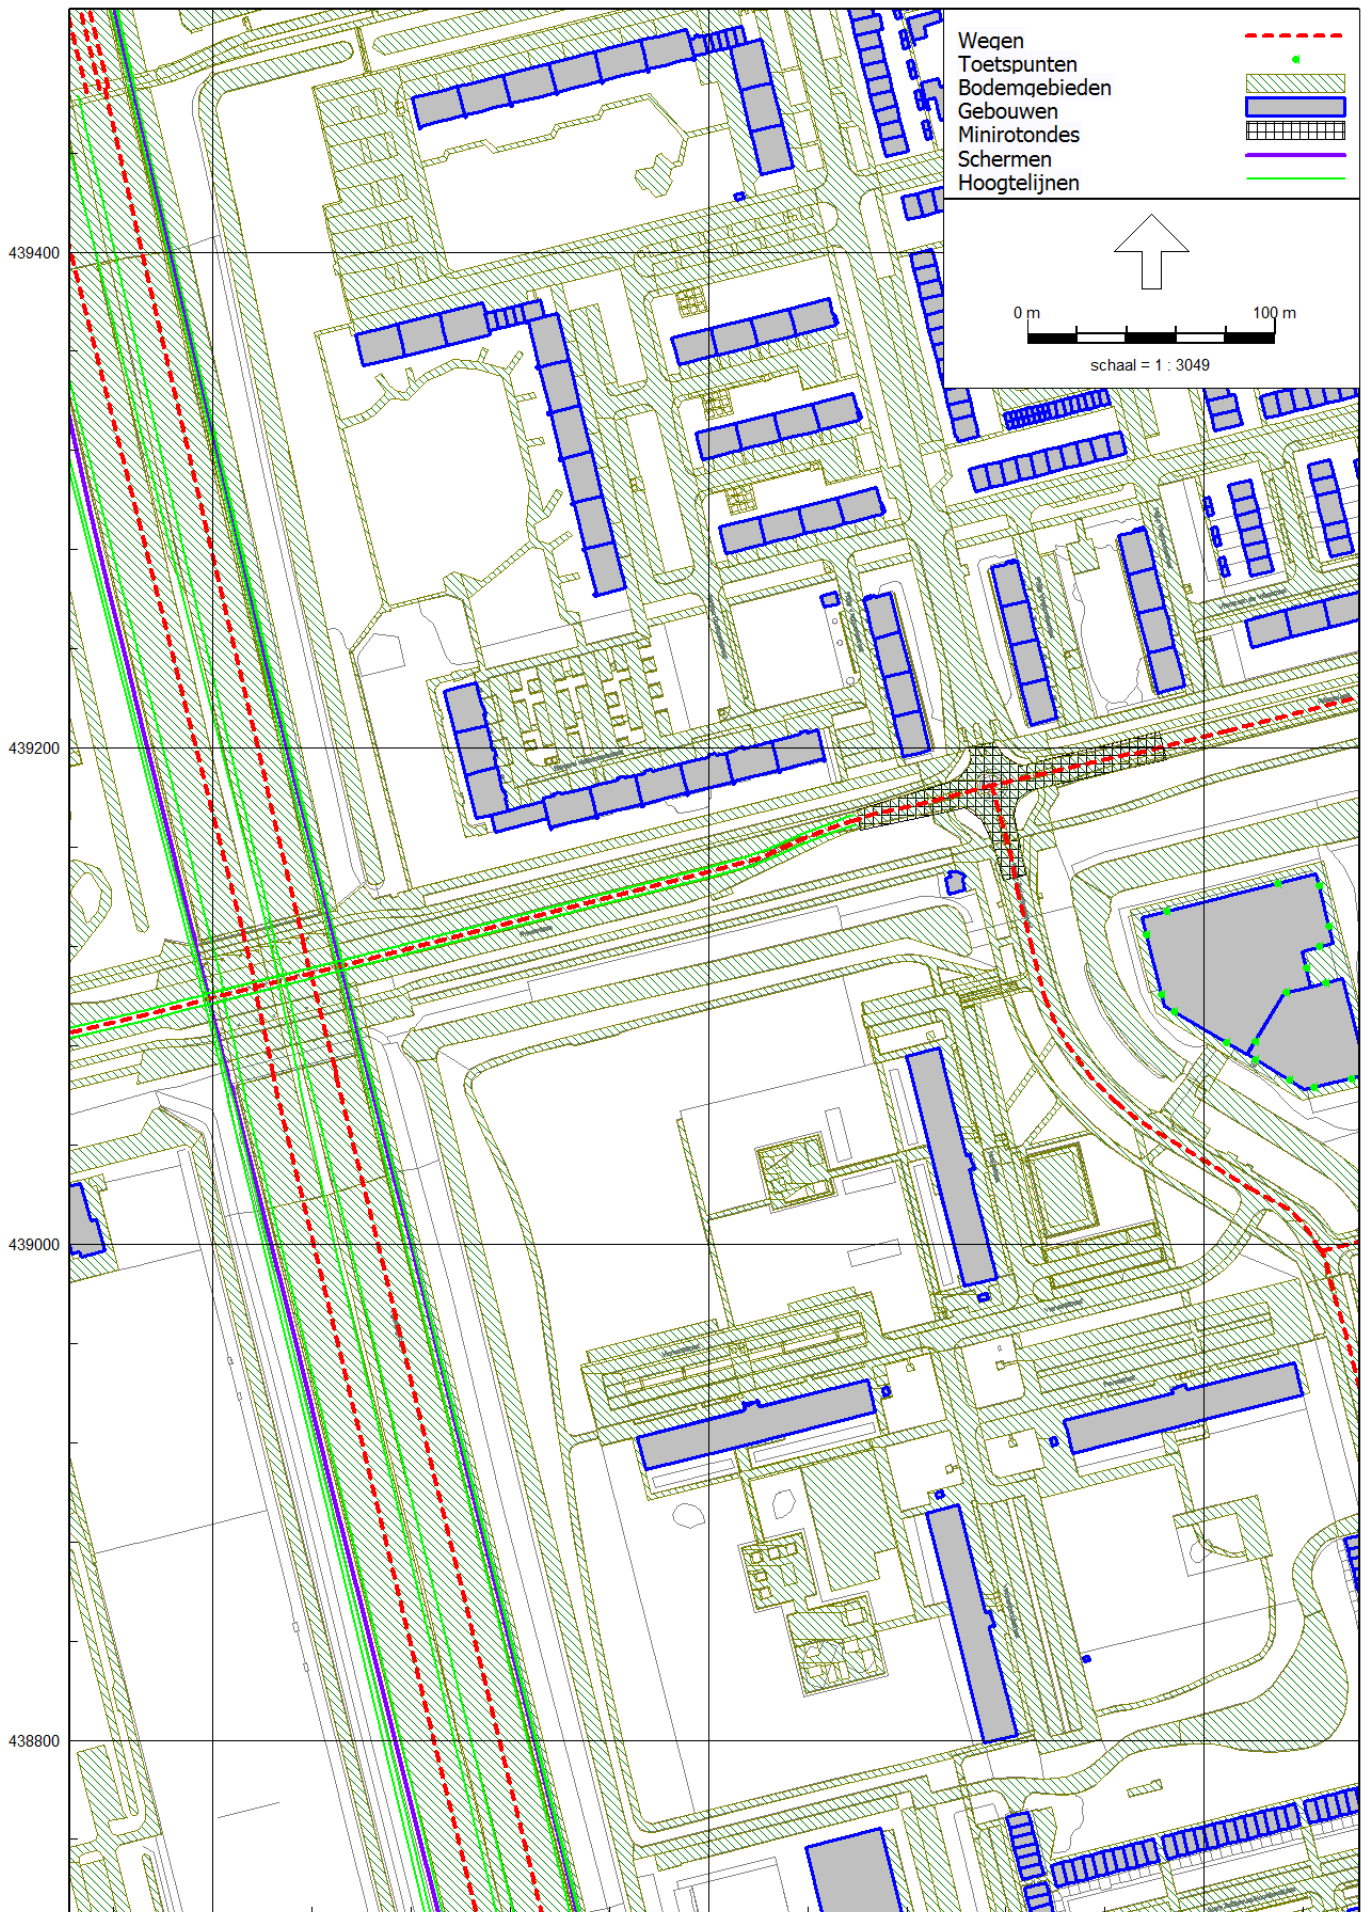 Wegen
Toetspunten
Bodemgebieden
Gebouwen
Minirotondes
Schermen
Hoogtelijnen
0 m 100 m
schaal = 1 : 3049
439400
439200
439000
438800